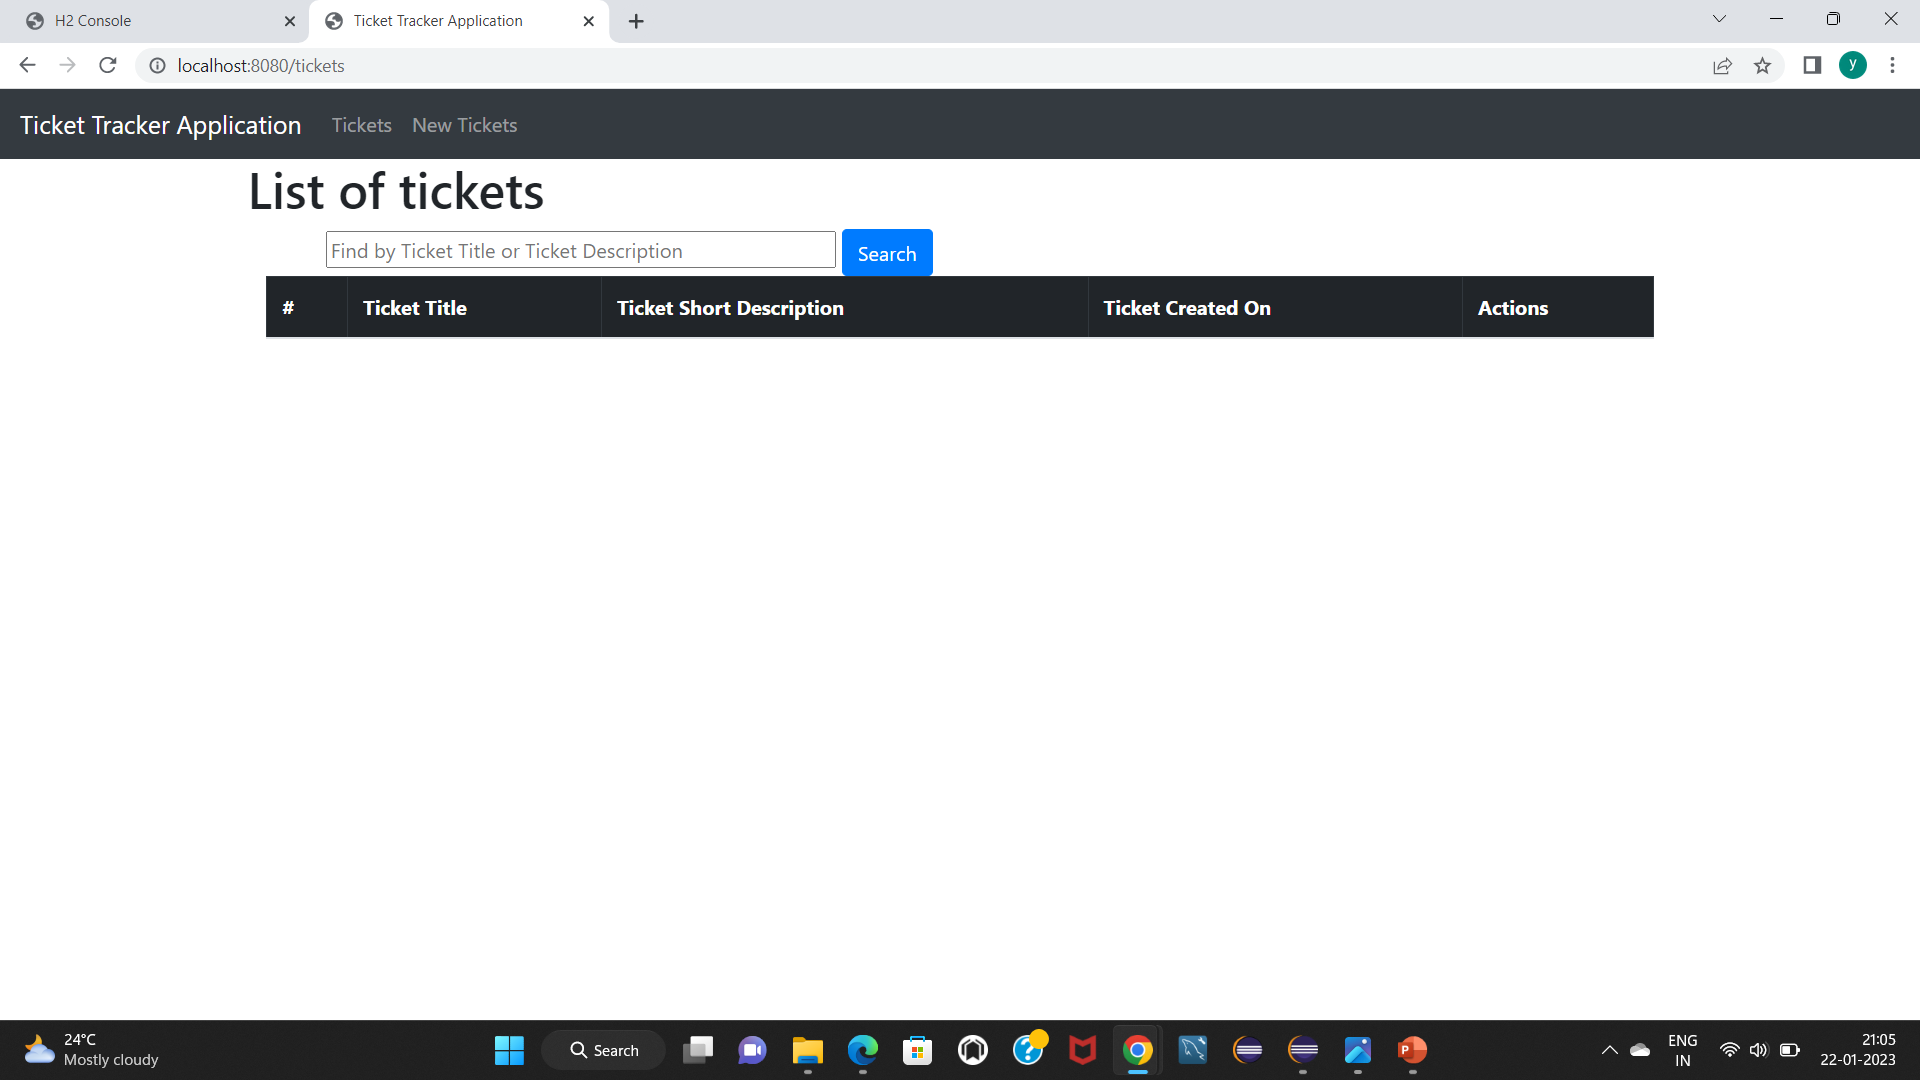 H2 Console
Ticket Tracker Application
localhost:8080/tickets
y
Ticket Tracker Application Tickets New Tickets
List of tickets
Find by Ticket Title or Ticket Description Search
# Ticket Title Ticket Short Description Ticket Created On Actions
24°C
Mostly cloudy
Search
P
ENG
IN
21:05
22-01-2023